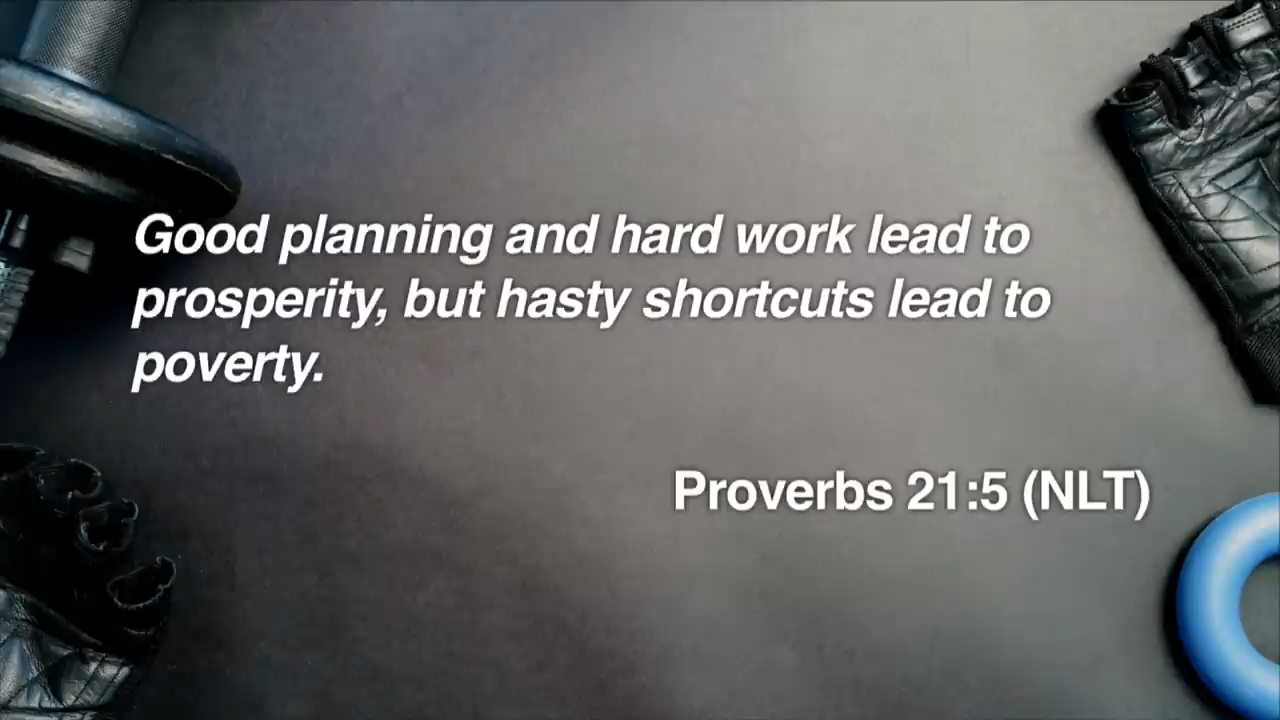 Good planning and hard work lead to
prosperity, but hasty shortcuts lead to
poverty.
Proverbs 21:5 (NLT)